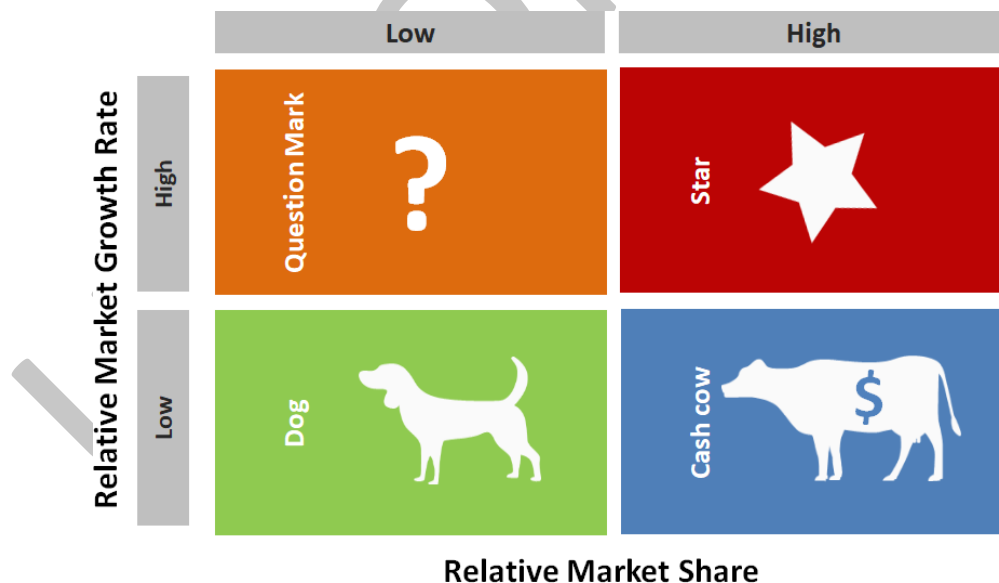 Low
High
Relative Market Growth Rate
High
Question Mark
?
Star
Low
Dog
Cash cow
$
Relative Market Share